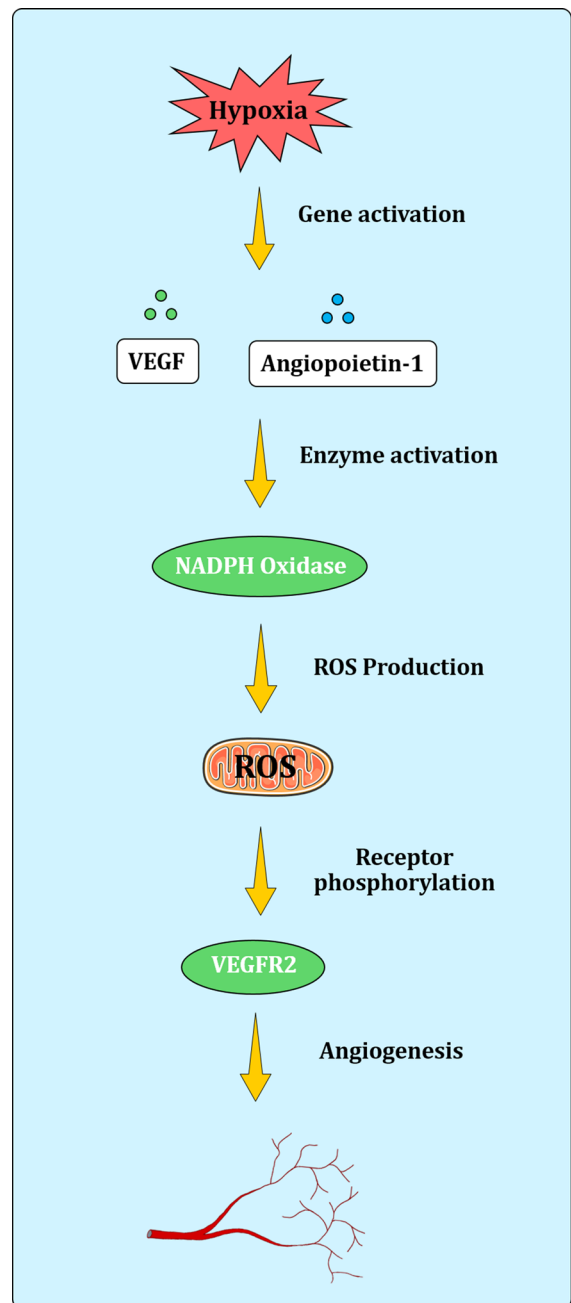 Hypoxia
Gene activation
VEGF
Angiopoietin-1
Enzyme activation
NADPH Oxidase
ROS Production
ROS
Receptor
phosphorylation
VEGFR2
Angiogenesis